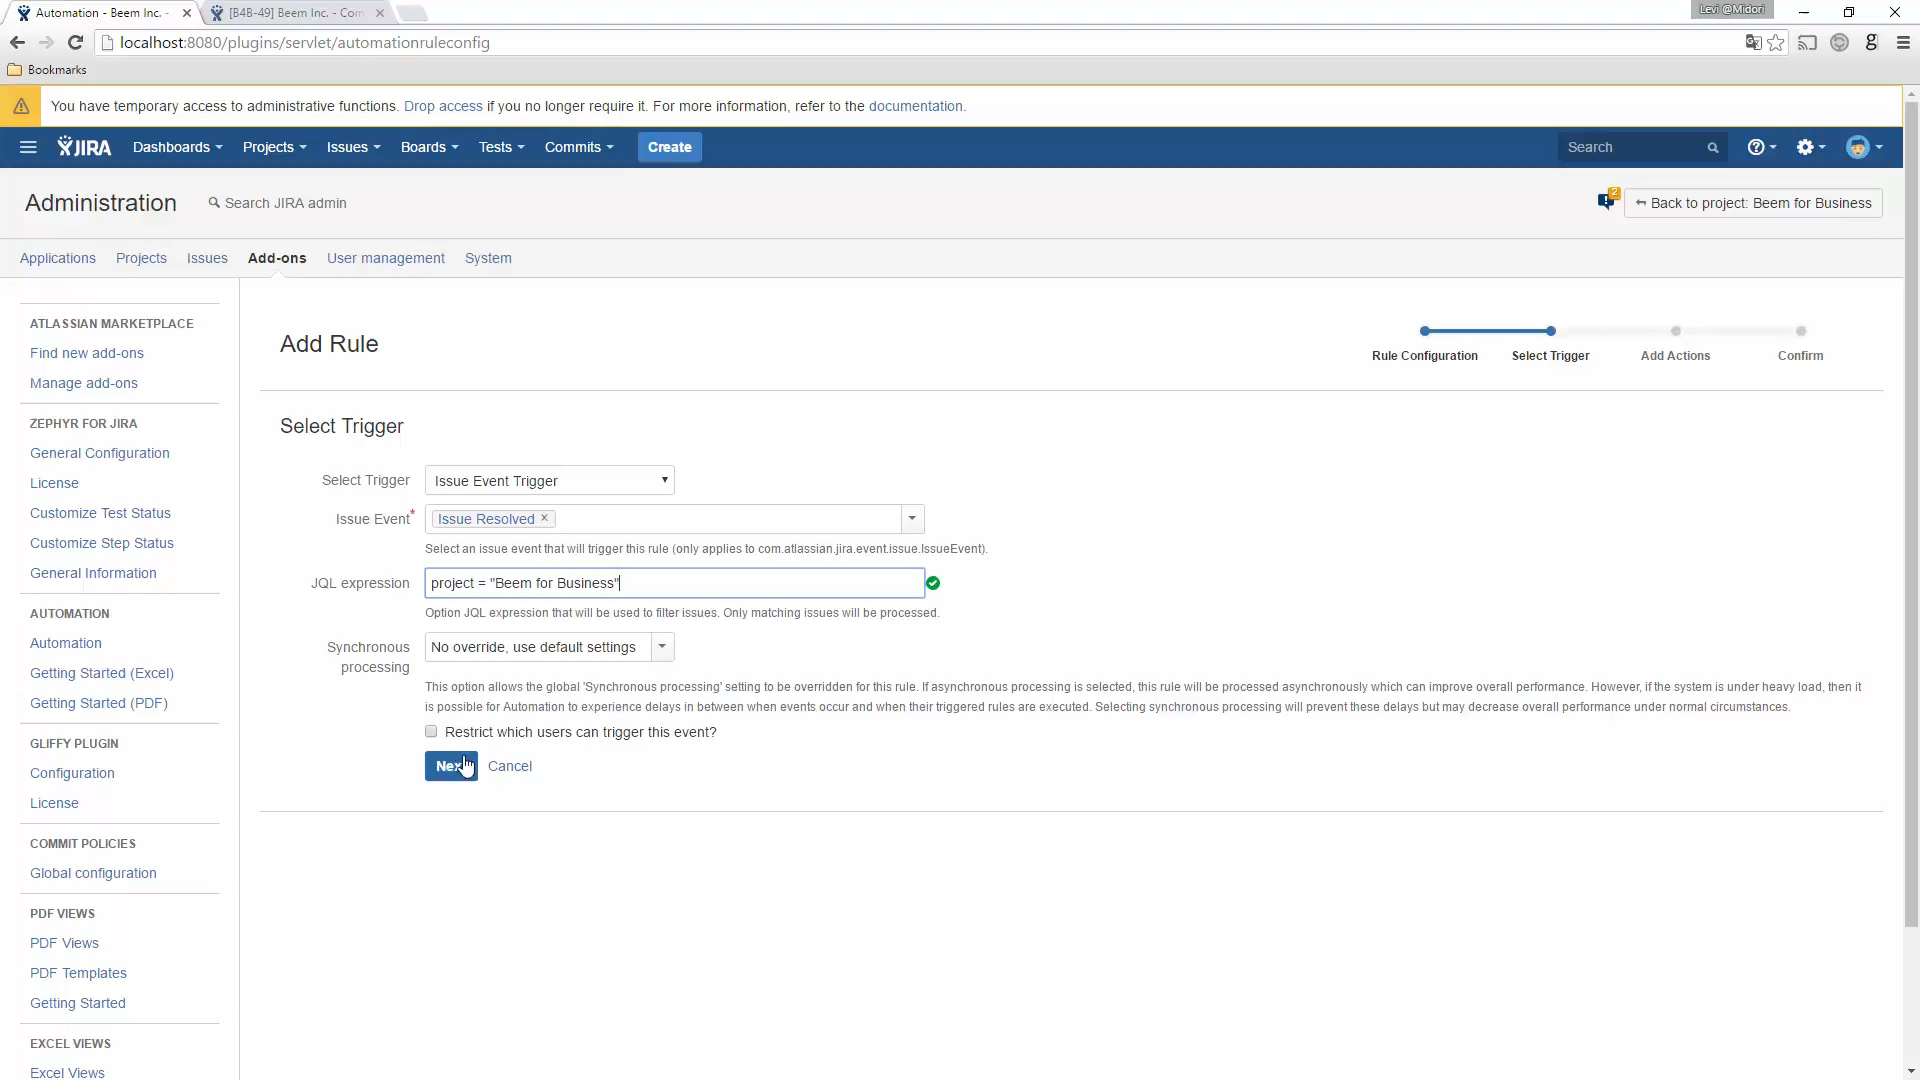 Automation - Beem Inc. -
[B4B-49] Beem Inc. - Com
Levi @Midori
localhost:8080/plugins/servlet/automationruleconfig
Bookmarks
You have temporary access to administrative functions. Drop access if you no longer require it. For more information, refer to the documentation.
JIRA Dashboards Projects Issues Boards Tests Commits Create Search
Administration Search JIRA admin 2 Back to project: Beem for Business
Applications Projects Issues Add-ons User management System
ATLASSIAN MARKETPLACE
Find new add-ons
Manage add-ons
ZEPHYR FOR JIRA
General Configuration
License
Customize Test Status
Customize Step Status
General Information
AUTOMATION
Automation
Getting Started (Excel)
Getting Started (PDF)
GLIFFY PLUGIN
Configuration
License
COMMIT POLICIES
Global configuration
PDF VIEWS
PDF Views
PDF Templates
Getting Started
EXCEL VIEWS
Excel Views
Add Rule
Rule Configuration Select Trigger Add Actions Confirm
Select Trigger
Select Trigger Issue Event Trigger
Issue Event* Issue Resolved ×
Select an issue event that will trigger this rule (only applies to com.atlassian.jira.event.issue.IssueEvent).
JQL expression project = "Beem for Business"
Option JQL expression that will be used to filter issues. Only matching issues will be processed.
Synchronous processing No override, use default settings
This option allows the global 'Synchronous processing' setting to be overridden for this rule. If asynchronous processing is selected, this rule will be processed asynchronously which can improve overall performance. However, if the system is under heavy load, then it
is possible for Automation to experience delays in between when events occur and when their triggered rules are executed. Selecting synchronous processing will prevent these delays but may decrease overall performance under normal circumstances.
Restrict which users can trigger this event?
Next Cancel